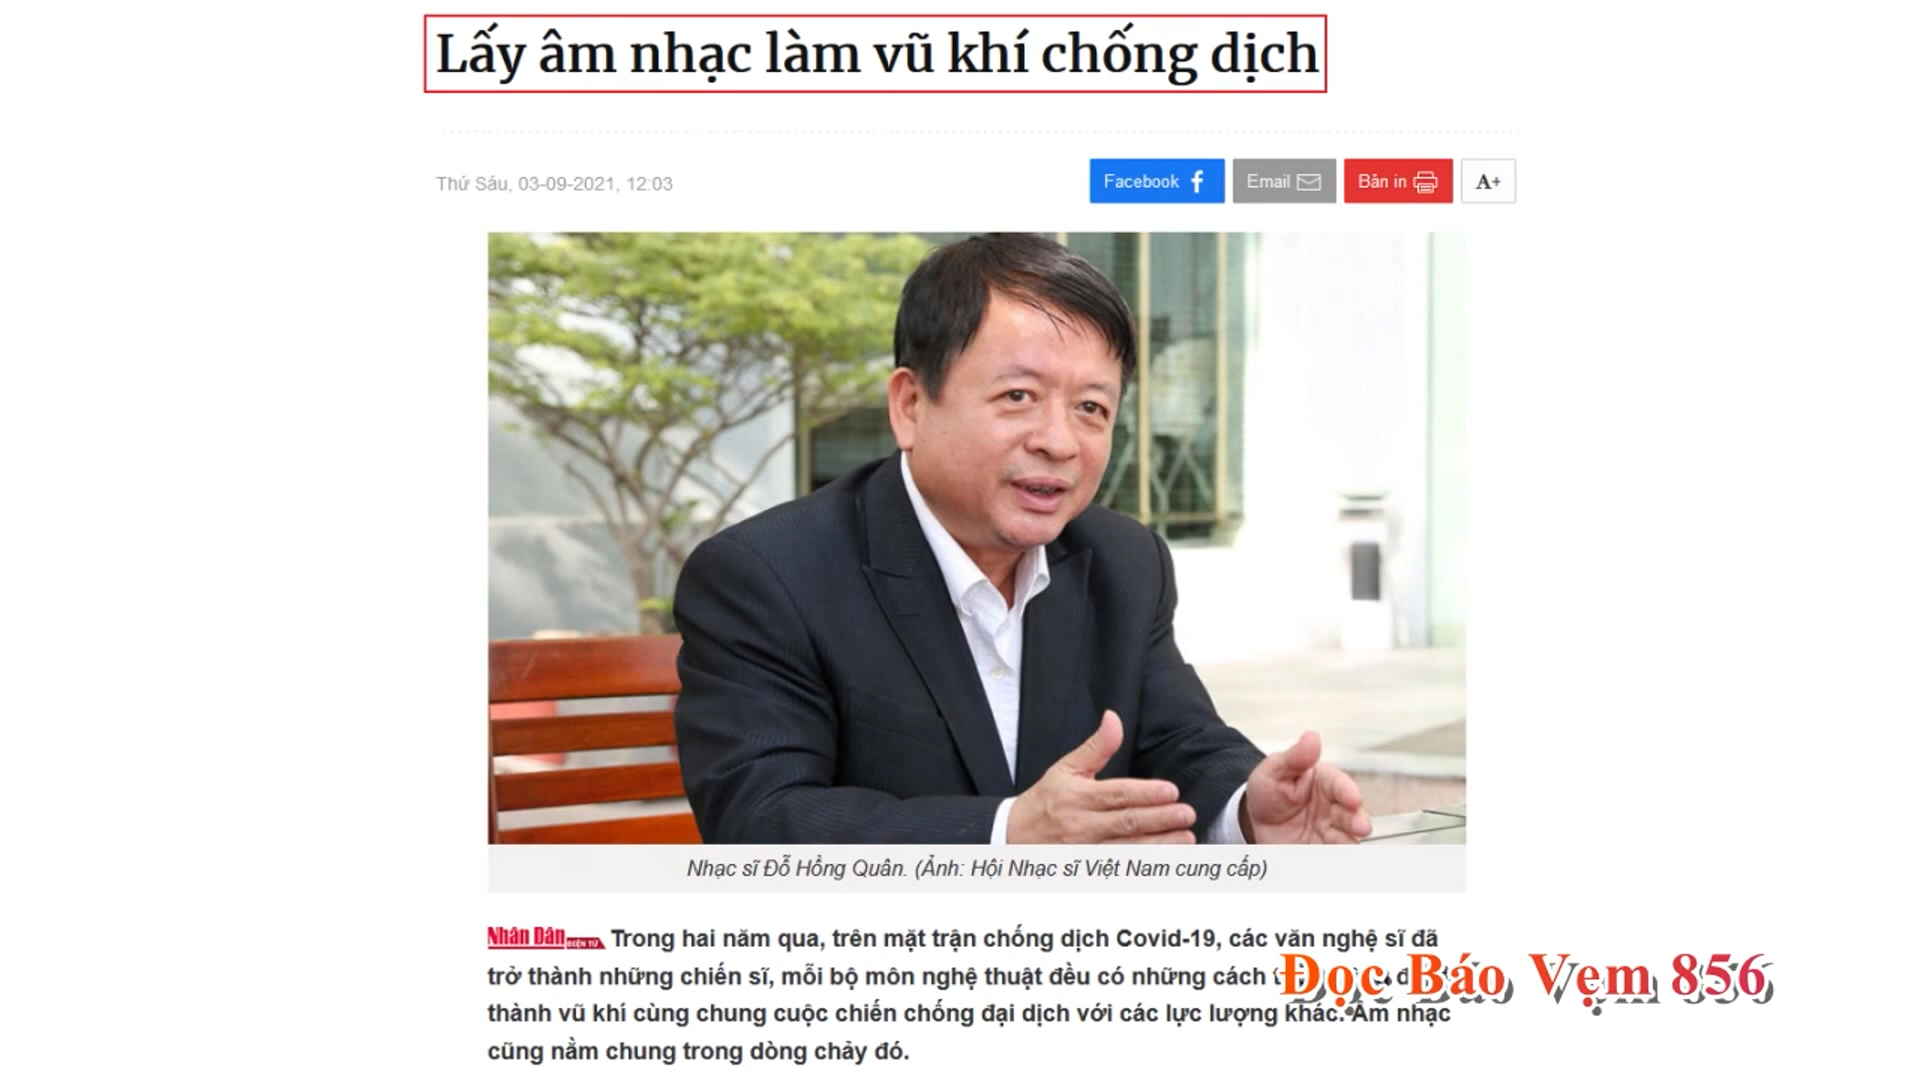 Lấy âm nhạc làm vũ khí chống dịch
Thứ Sáu, 03-09-2021, 12:03
Facebook Email Bản in A+
Nhạc sĩ Đỗ Hồng Quân. (Ảnh: Hội Nhạc sĩ Việt Nam cung cấp)
Nhân Dân ĐIỆN TỬ Trong hai năm qua, trên mặt trận chống dịch Covid-19, các văn nghệ sĩ đã
trở thành những chiến sĩ, mỗi bộ môn nghệ thuật đều có những cách
Đọc Báo Vẹm 856
thành vũ khí cùng chung cuộc chiến chống đại dịch với các lực lượng khác. Âm nhạc
cũng nằm chung trong dòng chảy đó.